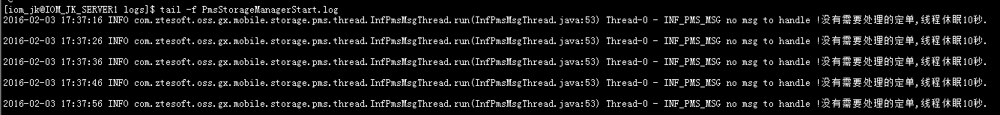 [iom_jk@IOM_JK_SERVER1 logs]$ tail -f PmsStorageManagerStart.log
2016-02-03 17:37:16 INFO com.ztesoft.oss.gx.mobile.storage.pms.thread.InfPmsMsgThread.run(InfPmsMsgThread.java:53) Thread-0 - INF_PMS_MSG no msg to handle !没有需要处理的定单,线程休眠10秒.
2016-02-03 17:37:26 INFO com.ztesoft.oss.gx.mobile.storage.pms.thread.InfPmsMsgThread.run(InfPmsMsgThread.java:53) Thread-0 - INF_PMS_MSG no msg to handle !没有需要处理的定单,线程休眠10秒.
2016-02-03 17:37:36 INFO com.ztesoft.oss.gx.mobile.storage.pms.thread.InfPmsMsgThread.run(InfPmsMsgThread.java:53) Thread-0 - INF_PMS_MSG no msg to handle !没有需要处理的定单,线程休眠10秒.
2016-02-03 17:37:46 INFO com.ztesoft.oss.gx.mobile.storage.pms.thread.InfPmsMsgThread.run(InfPmsMsgThread.java:53) Thread-0 - INF_PMS_MSG no msg to handle !没有需要处理的定单,线程休眠10秒.
2016-02-03 17:37:56 INFO com.ztesoft.oss.gx.mobile.storage.pms.thread.InfPmsMsgThread.run(InfPmsMsgThread.java:53) Thread-0 - INF_PMS_MSG no msg to handle !没有需要处理的定单,线程休眠10秒.